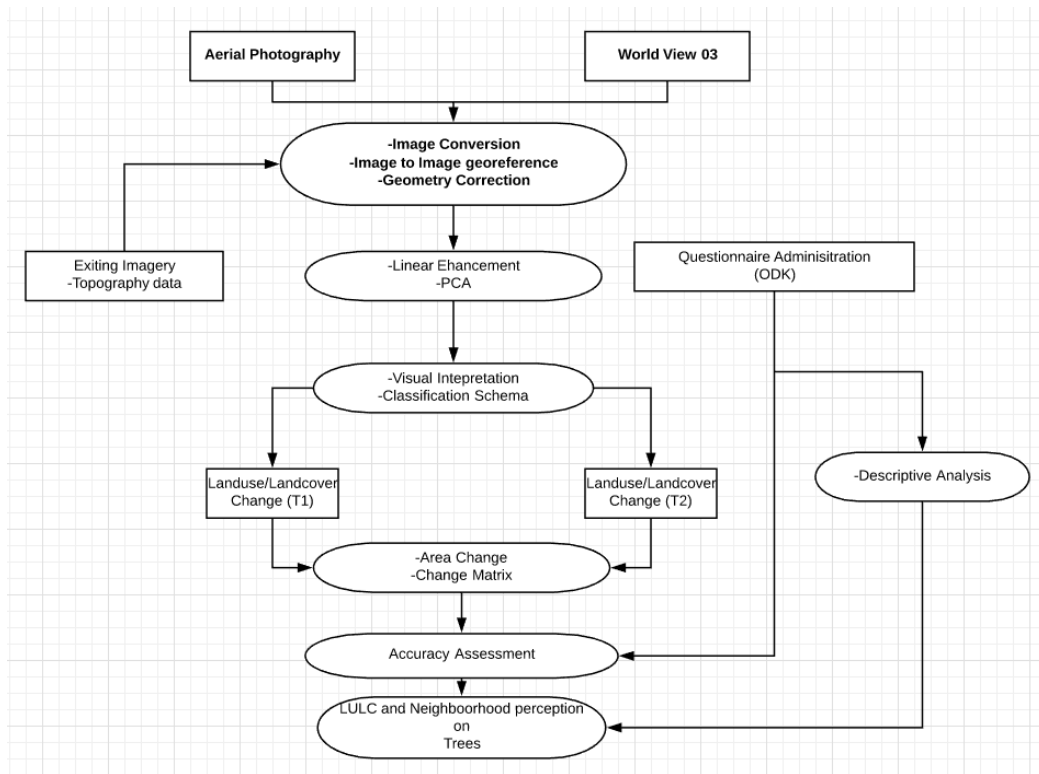 Aerial Photography
World View 03
-Image Conversion
-Image to Image georeference
-Geometry Correction
Exiting Imagery
-Topography data
-Linear Ehancement
-PCA
Questionnaire Adminisitration
(ODK)
-Visual Intepretation
-Classification Schema
Landuse/Landcover
Change (T1)
Landuse/Landcover
Change (T2)
-Descriptive Analysis
-Area Change
-Change Matrix
Accuracy Assessment
LULC and Neighboorhood perception
on
Trees